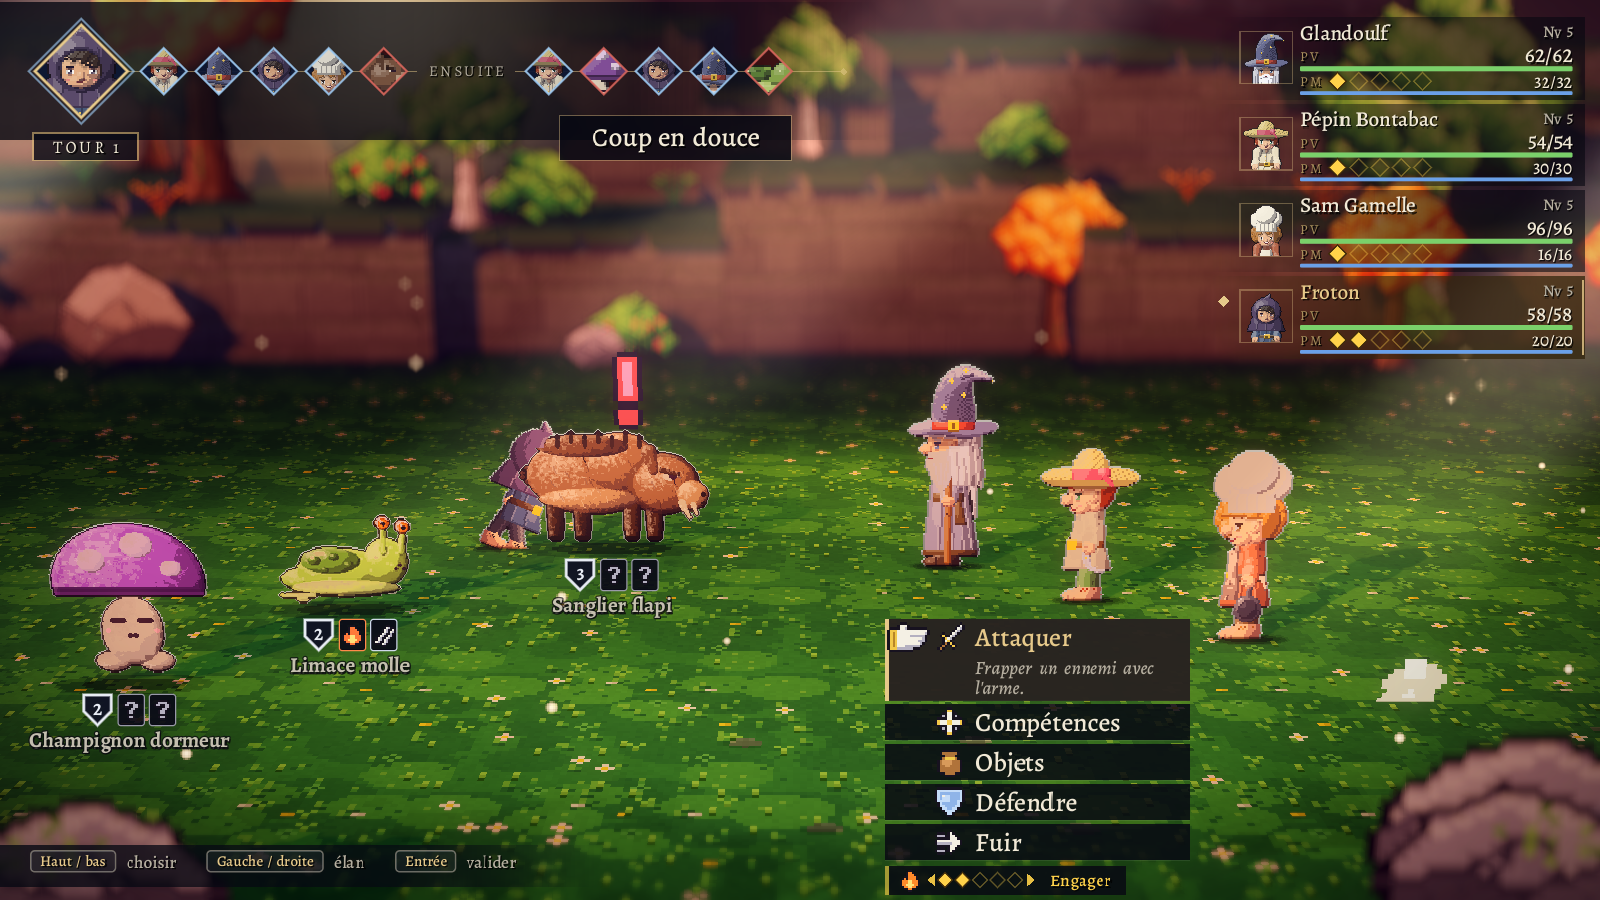 ENSUITE
TOUR 1
Coup en douce
Glandoulf Nv 5
PV 62/62
PM 32/32
Pépin Bontabac Nv 5
PV 54/54
PM 30/30
Sam Gamelle Nv 5
PV 96/96
PM 16/16
Froton Nv 5
PV 58/58
PM 20/20
3 ? ?
Sanglier flapi
2
Limace molle
2 ? ?
Champignon dormeur
Attaquer
Frapper un ennemi avec
l'arme.
Compétences
Objets
Défendre
Fuir
Engager
Haut / bas choisir Gauche / droite élan Entrée valider